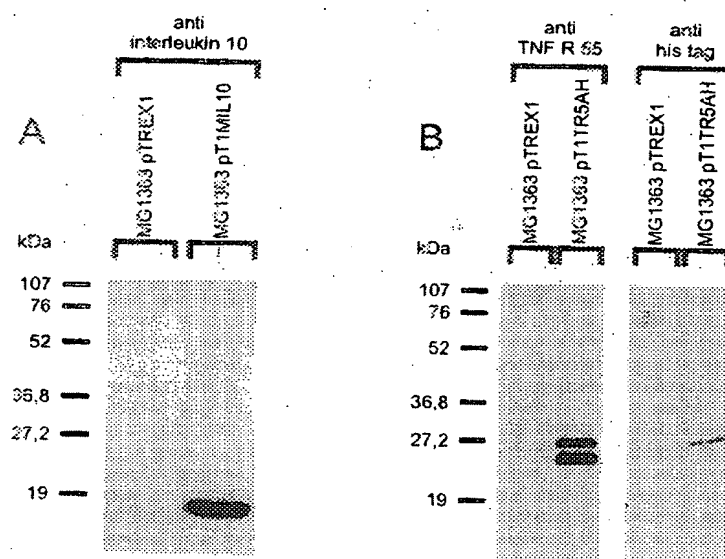 anti
interleukin 10
MG1363 pTREX1
MG1363 pT1MIL10
A
kDa
107
76
52
36,8
27,2
19
anti
TNF R 55
anti
his tag
MG1363 pTREX1
MG1363 pT1TR5AH
MG1363 pTREX1
MG1363 pT1TR5AH
B
kDa
107
76
52
36,8
27,2
19